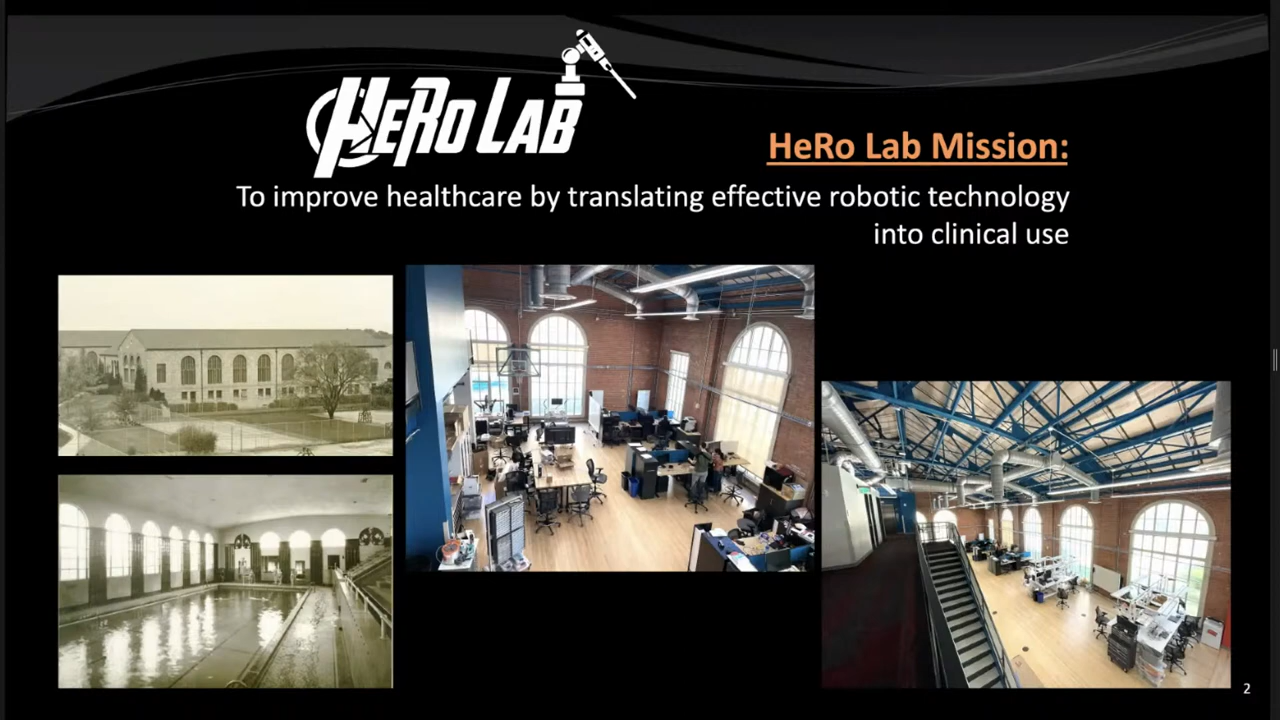 HeRo Lab
HeRo Lab Mission:
To improve healthcare by translating effective robotic technology
into clinical use
2